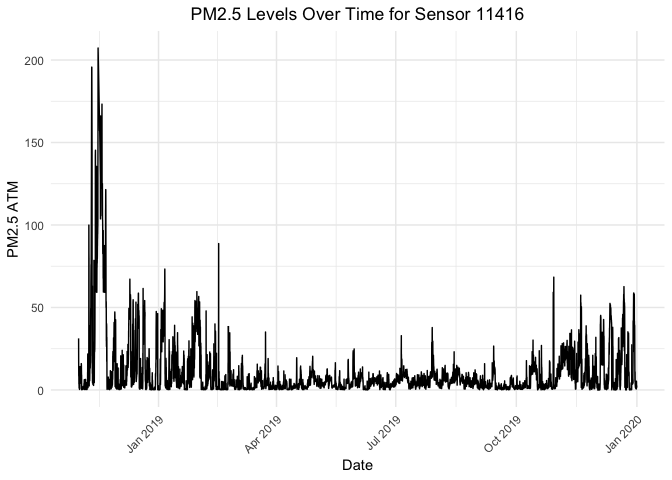 PM2.5 Levels Over Time for Sensor 11416
200
150
100
50
0
PM2.5 ATM
Jan 2019
Apr 2019
Jul 2019
Oct 2019
Jan 2020
Date